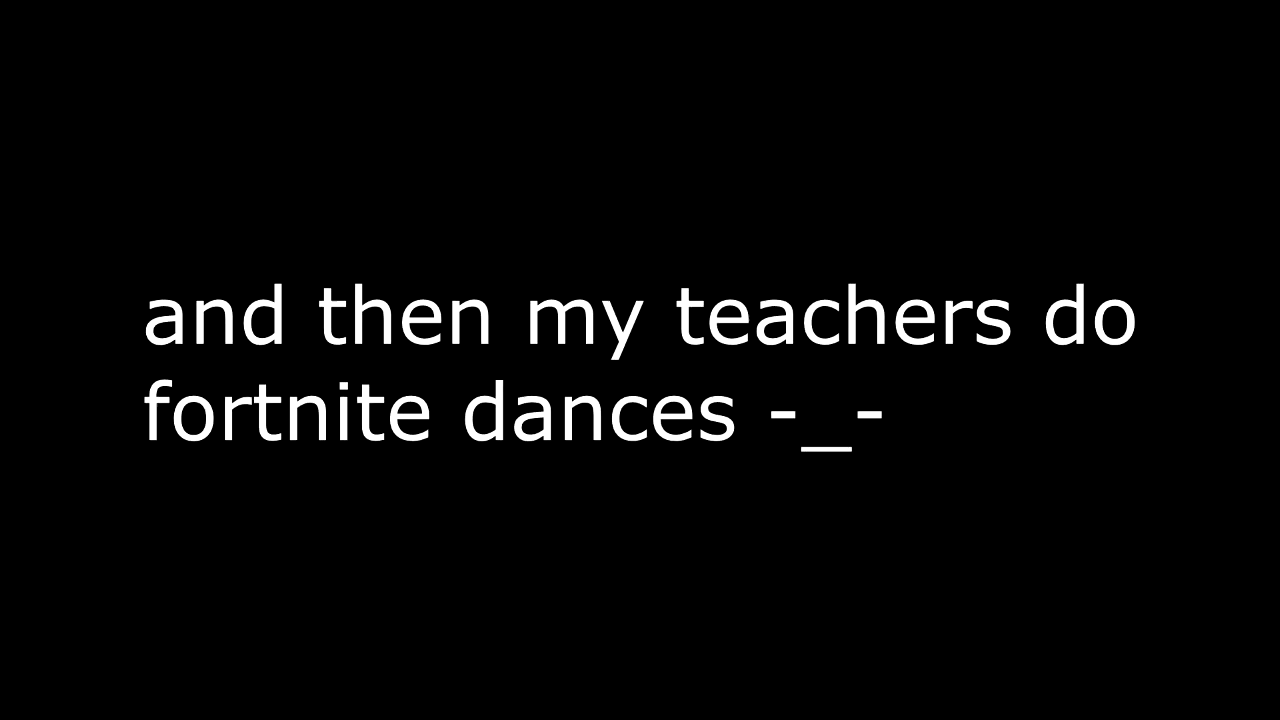 and then my teachers do
fortnite dances -_-